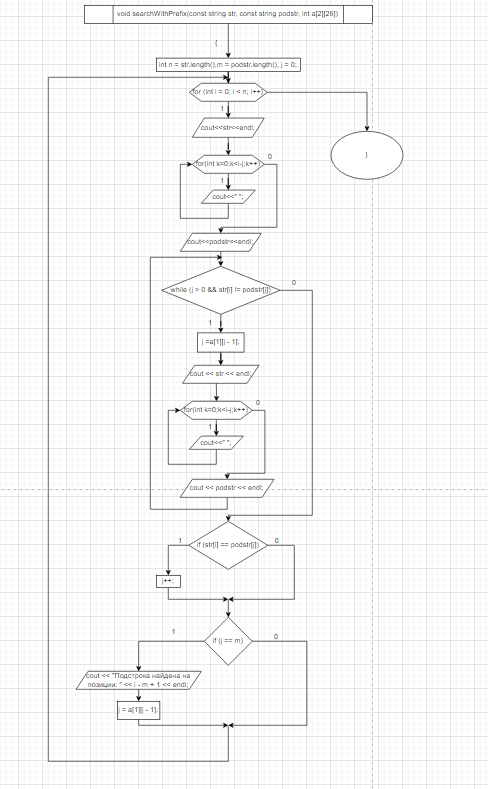 void searchWithPrefix(const string str, const string podstr, int a[2][26])
{
int n = str.length(),m = podstr.length(), j = 0;
for (int i = 0; i < n; i++)
1
}
cout<<str<<endl;
for(int k=0;k<i-j;k++)
0
1
cout<<" ";
cout<<podstr<<endl;
while (j > 0 && str[i] != podstr[j])
0
1
j =a[1][j - 1];
cout << str << endl;
for(int k=0;k<i-j;k++)
0
1
cout<<" ";
cout << podstr << endl;
if (str[i] == podstr[j])
1
0
j++;
if (j == m)
1
0
cout << "Подстрока найдена на
позиции: " << i - m + 1 << endl;
j = a[1][j - 1];